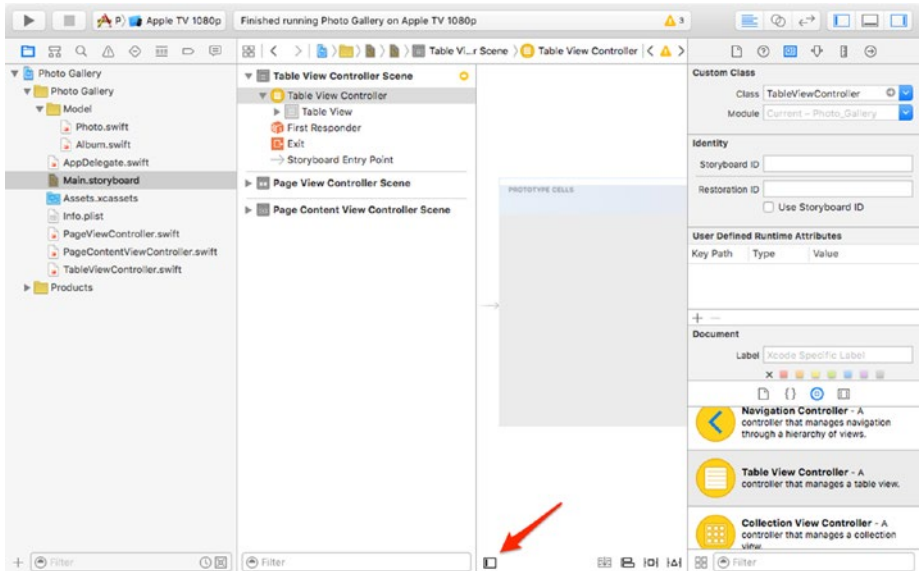 P) Apple TV 1080p
Finished running Photo Gallery on Apple TV 1080p
3
Table Vi...r Scene
Table View Controller
Photo Gallery
Photo Gallery
Model
Photo.swift
Album.swift
AppDelegate.swift
Main.storyboard
Assets.xcassets
Info.plist
PageViewController.swift
PageContentViewController.swift
TableViewController.swift
Products
Filter
Table View Controller Scene
Table View Controller
Table View
First Responder
Exit
Storyboard Entry Point
Page View Controller Scene
Page Content View Controller Scene
Filter
PROTOTYPE CELLS
Custom Class
Class TableViewController
Module Current – Photo_Gallery
Identity
Storyboard ID
Restoration ID
Use Storyboard ID
User Defined Runtime Attributes
Key Path Type Value
Document
Label Xcode Specific Label
Navigation Controller - A
controller that manages navigation
through a hierarchy of views.
Table View Controller - A
controller that manages a table view.
Collection View Controller - A
controller that manages a collection
view.
Filter